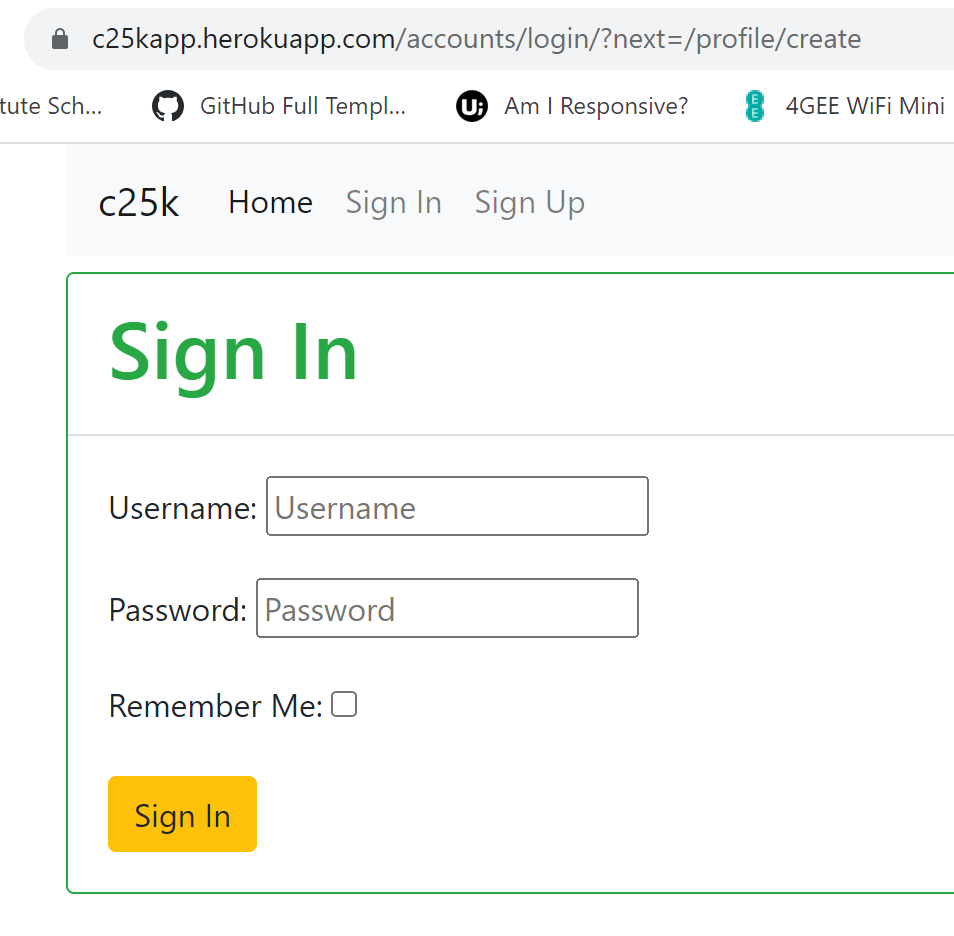 c25kapp.herokuapp.com/accounts/login/?next=/profile/create
tute Sch... GitHub Full Templ... U; Am I Responsive? EE 4GEE WiFi Mini
c25k Home Sign In Sign Up
Sign In
Username: Username
Password: Password
Remember Me:
Sign In